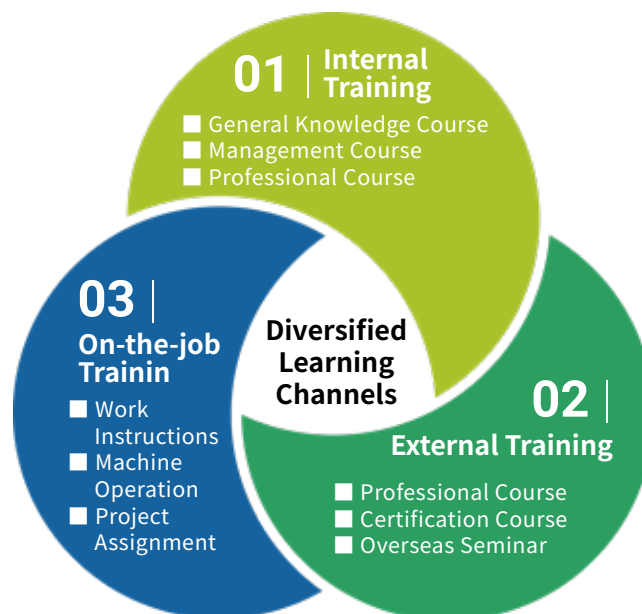 01
Internal
Training
General Knowledge Course
Management Course
Professional Course
Diversified
Learning
Channels
02
External Training
Professional Course
Certification Course
Overseas Seminar
03
On-the-job
Trainin
Work
Instructions
Machine
Operation
Project
Assignment